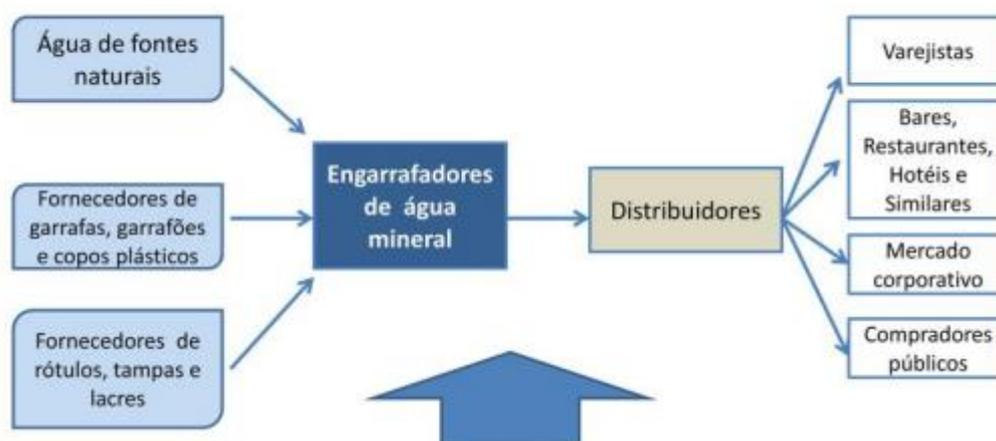 Água de fontes
naturais
Fornecedores de
garrafas, garrafões
e copos plásticos
Fornecedores de
rótulos, tampas e
lacres
Engarrafadores
de água
mineral
Distribuidores
Varejistas
Bares,
Restaurantes,
Hotéis e
Similares
Mercado
corporativo
Compradores
públicos